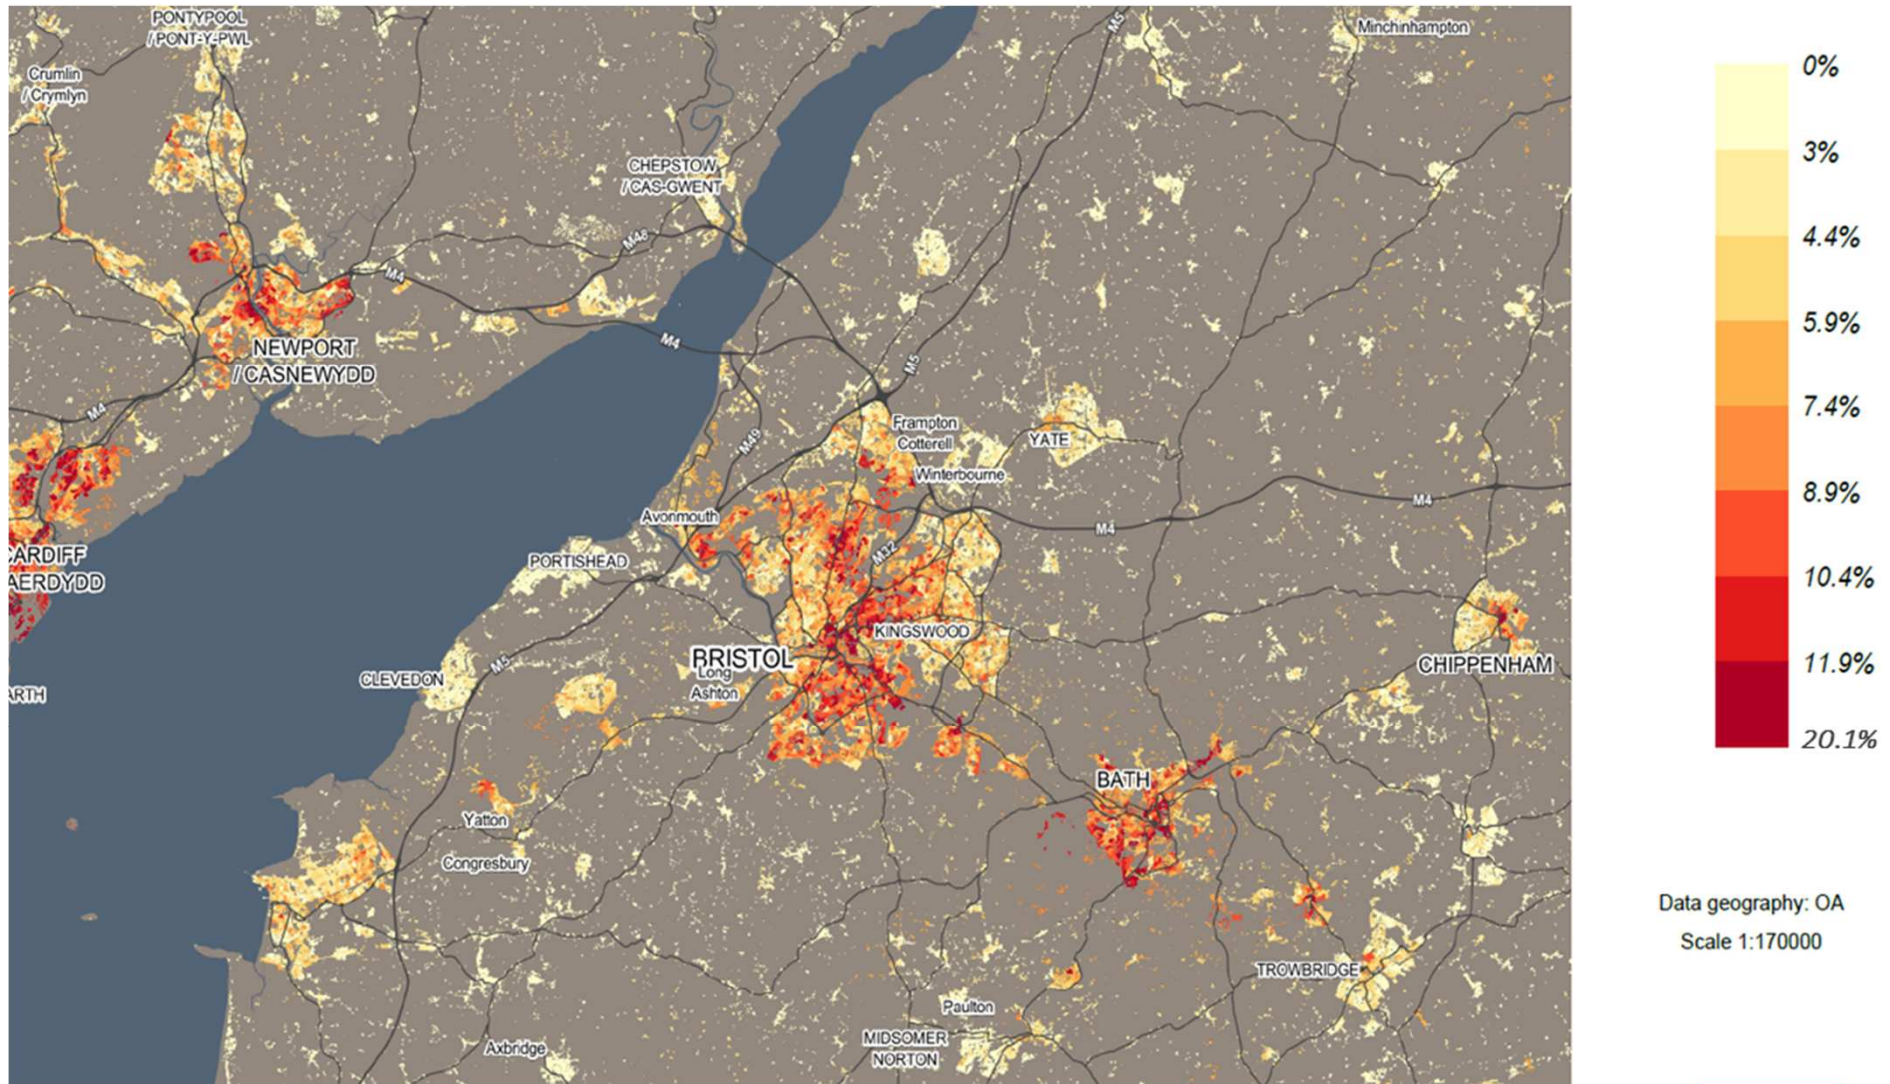 PONTYPOOL
/ PONT-Y-PWL
Minchinhampton
M5
Crumlin
/ Crymlyn
CHEPSTOW
/ CAS-GWENT
M48
M4
M4
NEWPORT
/ CASNEWYDD
M4
M5
M49
Frampton
Cotterell
YATE
Winterbourne
M4
M4
Avonmouth
M32
PORTISHEAD
CARDIFF
AERDYDD
KINGSWOOD
BRISTOL
Long
Ashton
M5
CLEVEDON
CHIPPENHAM
ARTH
BATH
Yatton
Congresbury
TROWBRIDGE
Paulton
MIDSOMER
NORTON
Axbridge
0%
3%
4.4%
5.9%
7.4%
8.9%
10.4%
11.9%
20.1%
Data geography: OA
Scale 1:170000